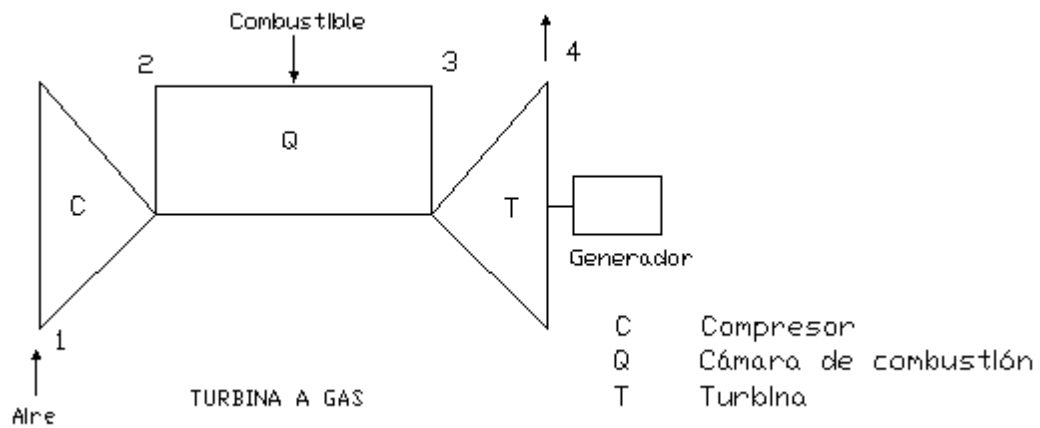 Combustible
2
3
4
Q
C
T
Generador
1
Aire
TURBINA A GAS
C Compresor
Q Cámara de combustión
T Turbina